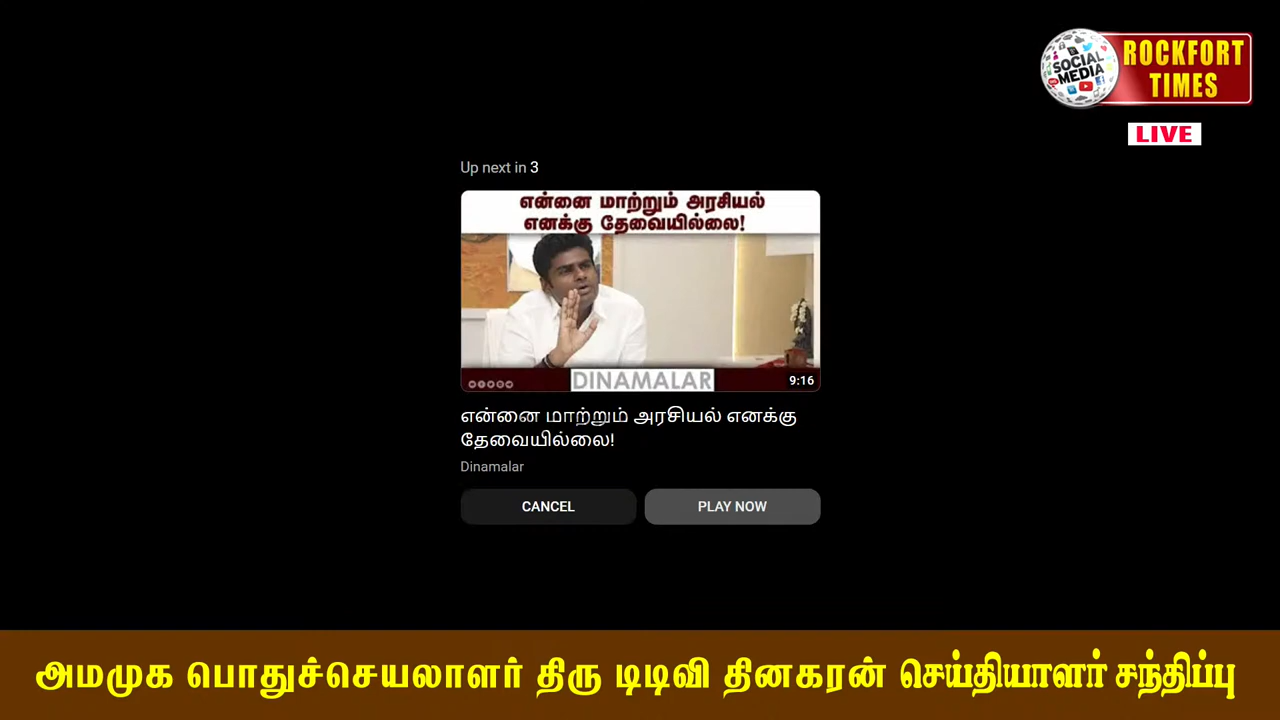 SOCIAL
MEDIA
ROCKFORT
TIMES
LIVE
Up next in 3
என்னை மாற்றும் அரசியல்
எனக்கு தேவையில்லை!
DINAMALAR
9:16
என்னை மாற்றும் அரசியல் எனக்கு
தேவையில்லை!
Dinamalar
CANCEL
PLAY NOW
அமமுக பொதுச்செயலாளர் திரு டிடிவி தினகரன் செய்தியாளர் சந்திப்பு